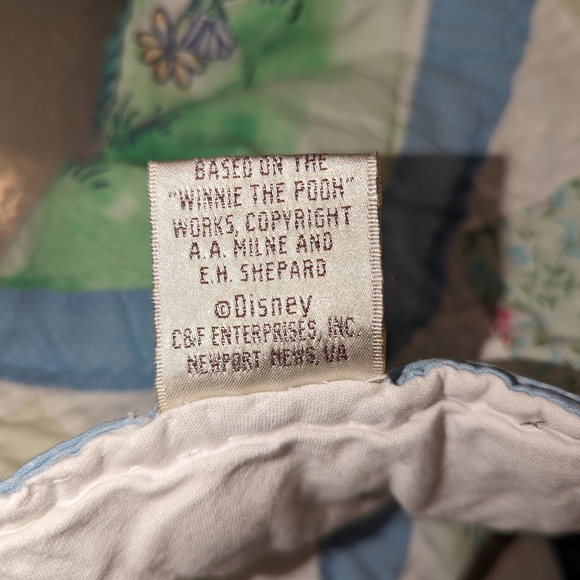 BASED ON THE
"WINNIE THE POOH"
WORKS, COPYRIGHT
A.A. MILNE AND
E.H. SHEPARD
©Disney
C&F ENTERPRISES, INC.
NEWPORT NEWS, VA